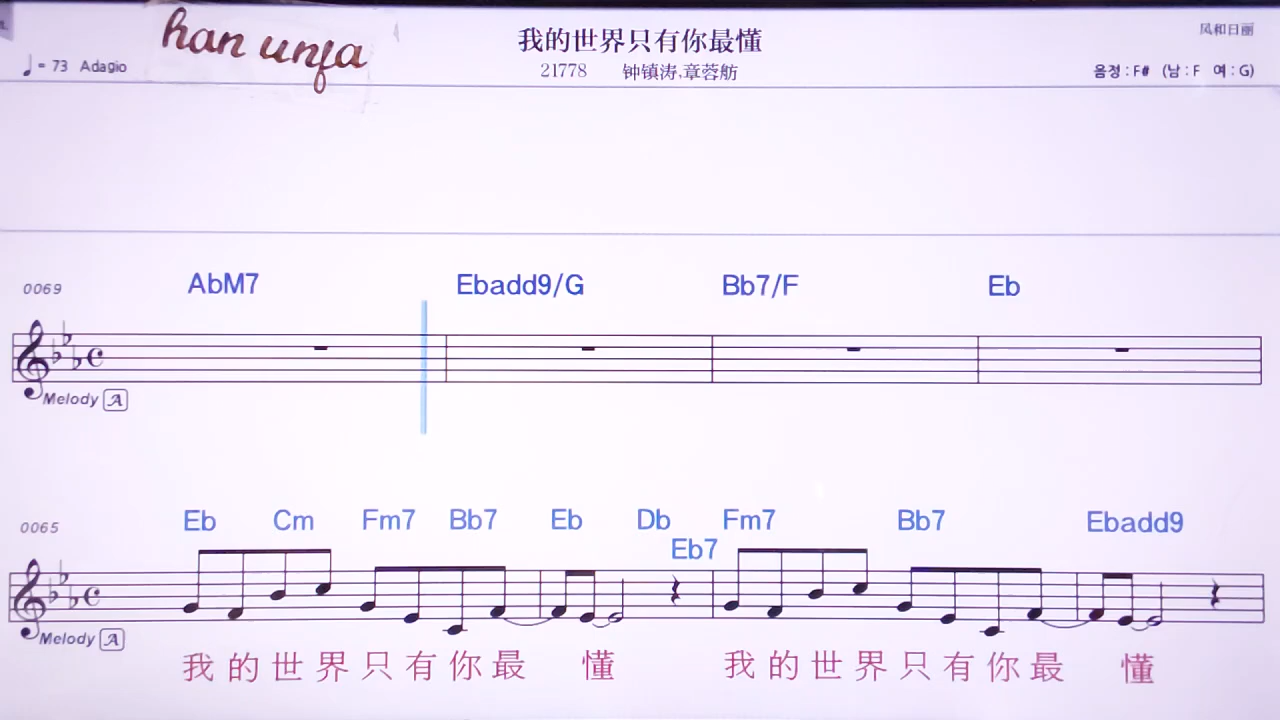 han unfa
我的世界只有你最懂
风和日丽
♩= 73 Adagio
21778 钟镇涛,章蓉舫
음정 : F# (남 : F 여 : G)
0069 AbM7 Ebadd9/G Bb7/F Eb
Melody A
0065 Eb Cm Fm7 Bb7 Eb Db Fm7 Bb7 Ebadd9
Eb7
Melody A
我的世界只有你最 懂 我的世界只有你最 懂